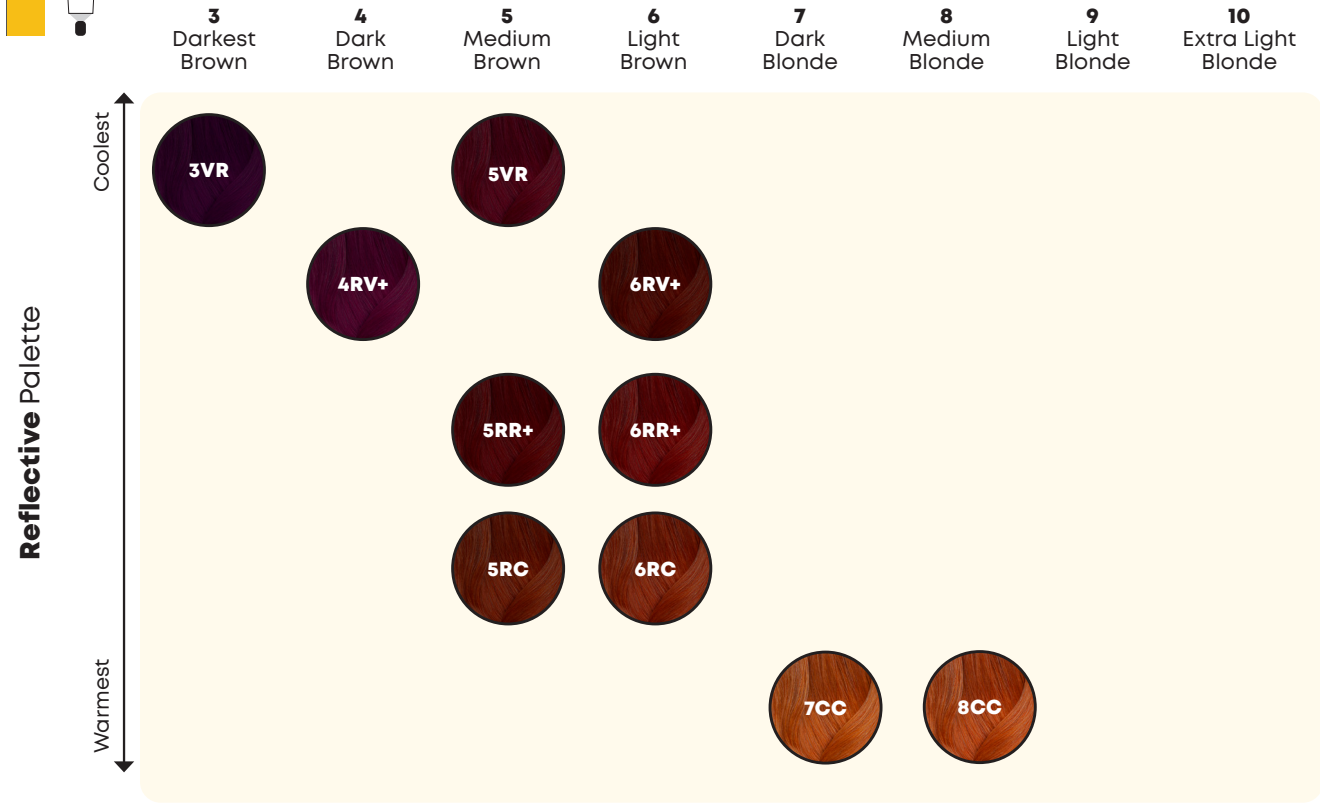 3
Darkest
Brown
4
Dark
Brown
5
Medium
Brown
6
Light
Brown
7
Dark
Blonde
8
Medium
Blonde
9
Light
Blonde
10
Extra Light
Blonde
Coolest
Warmest
Reflective Palette
3VR
5VR
4RV+
6RV+
5RR+
6RR+
5RC
6RC
7CC
8CC